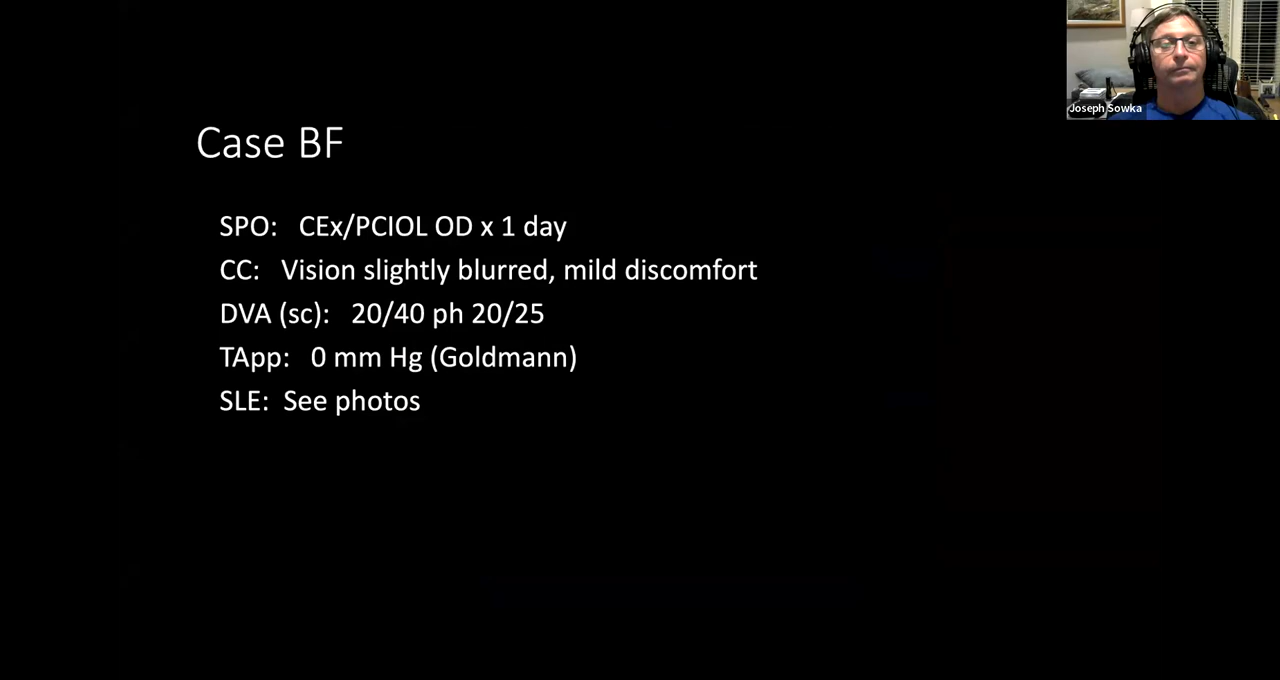 Joseph Sowka
Case BF
SPO: CEx/PCIOL OD x 1 day
CC: Vision slightly blurred, mild discomfort
DVA (sc): 20/40 ph 20/25
TApp: 0 mm Hg (Goldmann)
SLE: See photos